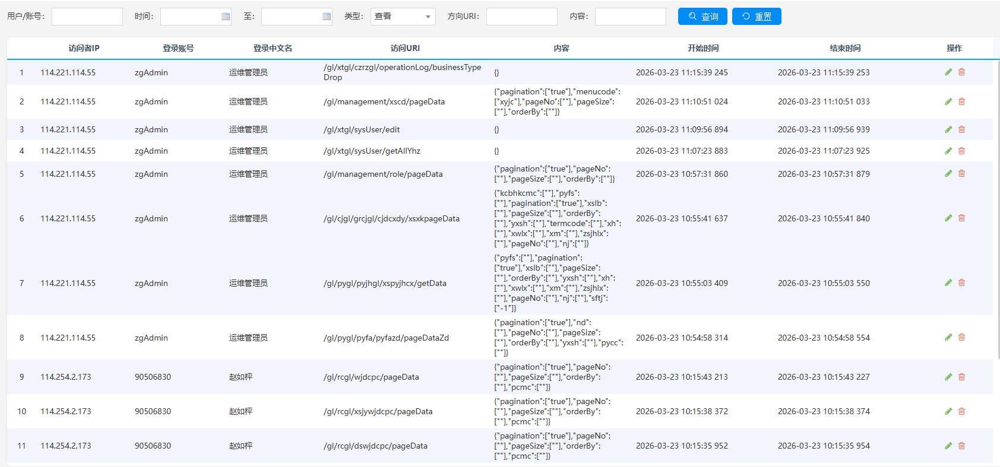 用户/账号： 时间： 至： 类型： 查看 方向URI： 内容： 查询 重置
访问者IP 登录账号 登录中文名 访问URI 内容 开始时间 结束时间 操作
1 114.221.114.55 zgAdmin 运维管理员 /gl/xtgl/czrzgl/operationLog/businessType
Drop {} 2026-03-23 11:15:39 245 2026-03-23 11:15:39 253
2 114.221.114.55 zgAdmin 运维管理员 /gl/management/xscd/pageData {"pagination":["true"],"menucode":
["xyjc"],"pageNo":[""],"pageSize":
[""],"orderBy":[""]} 2026-03-23 11:10:51 024 2026-03-23 11:10:51 033
3 114.221.114.55 zgAdmin 运维管理员 /gl/xtgl/sysUser/edit {} 2026-03-23 11:09:56 894 2026-03-23 11:09:56 939
4 114.221.114.55 zgAdmin 运维管理员 /gl/xtgl/sysUser/getAllYhz {} 2026-03-23 11:07:23 883 2026-03-23 11:07:23 925
5 114.221.114.55 zgAdmin 运维管理员 /gl/management/role/pageData {"pagination":["true"],"pageNo":
[""],"pageSize":[""],"orderBy":[""]} 2026-03-23 10:57:31 860 2026-03-23 10:57:31 879
6 114.221.114.55 zgAdmin 运维管理员 /gl/cjgl/grcjgl/cjdcxdy/xsxkpageData {"kcbhkcmc":[""],"pyfs":
[""],"pagination":["true"],"xslb":
[""],"pageSize":[""],"orderBy":
[""],"yxsh":[""],"termcode":[""],"xh":
[""],"xwlx":[""],"xm":[""],"zsjhlx":
[""],"pageNo":[""],"nj":[""]} 2026-03-23 10:55:41 637 2026-03-23 10:55:41 840
7 114.221.114.55 zgAdmin 运维管理员 /gl/pygl/pyjhgl/xspyjhcx/getData {"pyfs":[""],"pagination":
["true"],"xslb":[""],"pageSize":
[""],"orderBy":[""],"yxsh":[""],"xh":
[""],"xwlx":[""],"xm":[""],"zsjhlx":
[""],"pageNo":[""],"nj":[""],"sftj":
["-1"]} 2026-03-23 10:55:03 409 2026-03-23 10:55:03 550
8 114.221.114.55 zgAdmin 运维管理员 /gl/pygl/pyfa/pyfazd/pageDataZd {"pagination":["true"],"nd":
[""],"pageNo":[""],"pageSize":
[""],"orderBy":[""],"yxsh":[""],"pycc":
[""]} 2026-03-23 10:54:58 314 2026-03-23 10:54:58 554
9 114.254.2.173 90506830 赵如枰 /gl/rcgl/wjdcpc/pageData {"pagination":["true"],"pageNo":
[""],"pageSize":[""],"orderBy":
[""],"pcmc":[""]} 2026-03-23 10:15:43 213 2026-03-23 10:15:43 227
10 114.254.2.173 90506830 赵如枰 /gl/rcgl/xsjywjdcpc/pageData {"pagination":["true"],"pageNo":
[""],"pageSize":[""],"orderBy":
[""],"pcmc":[""]} 2026-03-23 10:15:38 372 2026-03-23 10:15:38 374
11 114.254.2.173 90506830 赵如枰 /gl/rcgl/dswjdcpc/pageData {"pagination":["true"],"pageNo":
[""],"pageSize":[""],"orderBy":
[""],"pcmc":[""]} 2026-03-23 10:15:35 952 2026-03-23 10:15:35 954